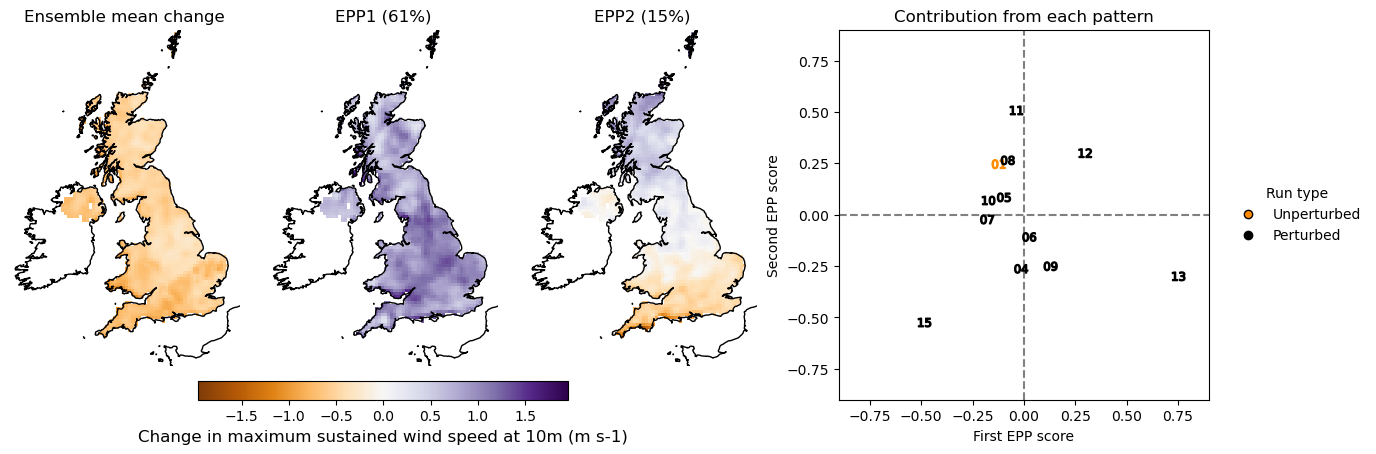 Ensemble mean change
EPP1 (61%)
EPP2 (15%)
Contribution from each pattern
−1.5 −1.0 −0.5 0.0 0.5 1.0 1.5
Change in maximum sustained wind speed at 10m (m s-1)
Second EPP score
0.75
0.50
0.25
0.00
−0.25
−0.50
−0.75
11
12
01
08
10
05
07
06
04
09
13
15
−0.75 −0.50 −0.25 0.00 0.25 0.50 0.75
First EPP score
Run type
Unperturbed
Perturbed